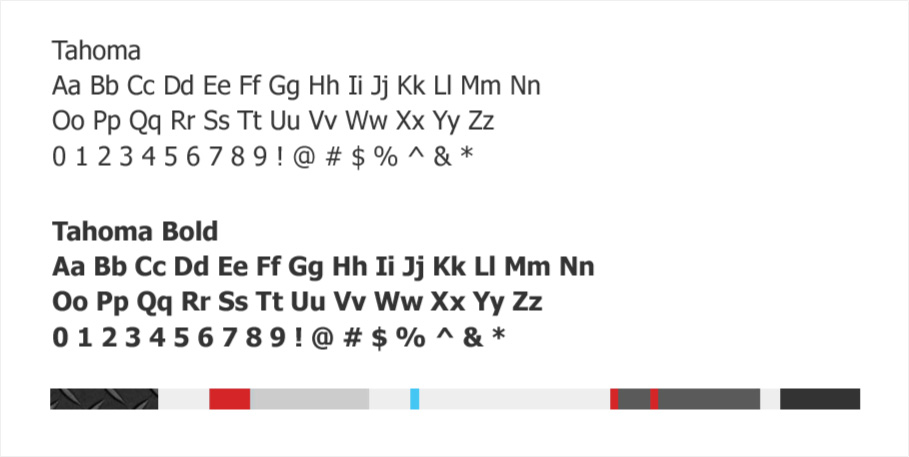 Tahoma
Aa Bb Cc Dd Ee Ff Gg Hh Ii Jj Kk Ll Mm Nn
Oo Pp Qq Rr Ss Tt Uu Vv Ww Xx Yy Zz
0 1 2 3 4 5 6 7 8 9 ! @ # $ % ^ & *
Tahoma Bold
Aa Bb Cc Dd Ee Ff Gg Hh Ii Jj Kk Ll Mm Nn
Oo Pp Qq Rr Ss Tt Uu Vv Ww Xx Yy Zz
0 1 2 3 4 5 6 7 8 9 ! @ # $ % ^ & *